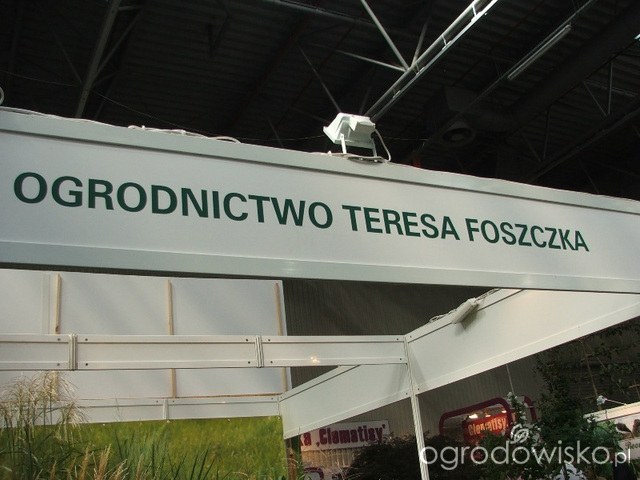 OGRODNICTWO TERESA FOSZCZKA
"Clematisy"
Clematisy
ogrodowisko.pl